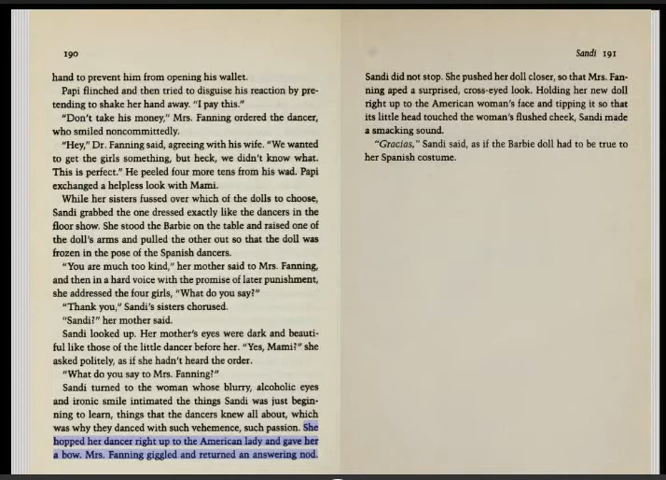 190
hand to prevent him from opening his wallet.
Papi flinched and then tried to disguise his reaction by pre-
tending to shake her hand away. "I pay this."
"Don't take his money," Mrs. Fanning ordered the dancer,
who smiled noncommittedly.
"Hey," Dr. Fanning said, agreeing with his wife. "We wanted
to get the girls something, but heck, we didn't know what.
This is perfect." He peeled four more tens from his wad. Papi
exchanged a helpless look with Mami.
While her sisters fussed over which of the dolls to choose,
Sandi grabbed the one dressed exactly like the dancers in the
floor show. She stood the Barbie on the table and raised one of
the doll's arms and pulled the other out so that the doll was
frozen in the pose of the Spanish dancers.
"You are much too kind," her mother said to Mrs. Fanning,
and then in a hard voice with the promise of later punishment,
she addressed the four girls, "What do you say?"
"Thank you," Sandi's sisters chorused.
"Sandi?" her mother said.
Sandi looked up. Her mother's eyes were dark and beauti-
ful like those of the little dancer before her. "Yes, Mami?" she
asked politely, as if she hadn't heard the order.
"What do you say to Mrs. Fanning?"
Sandi turned to the woman whose blurry, alcoholic eyes
and ironic smile intimated the things Sandi was just begin-
ning to learn, things that the dancers knew all about, which
was why they danced with such vehemence, such passion. She
hopped her dancer right up to the American lady and gave her
a bow. Mrs. Fanning giggled and returned an answering nod.
Sandi 191
Sandi did not stop. She pushed her doll closer, so that Mrs. Fan-
ning aped a surprised, cross-eyed look. Holding her new doll
right up to the American woman's face and tipping it so that
its little head touched the woman's flushed cheek, Sandi made
a smacking sound.
"Gracias," Sandi said, as if the Barbie doll had to be true to
her Spanish costume.